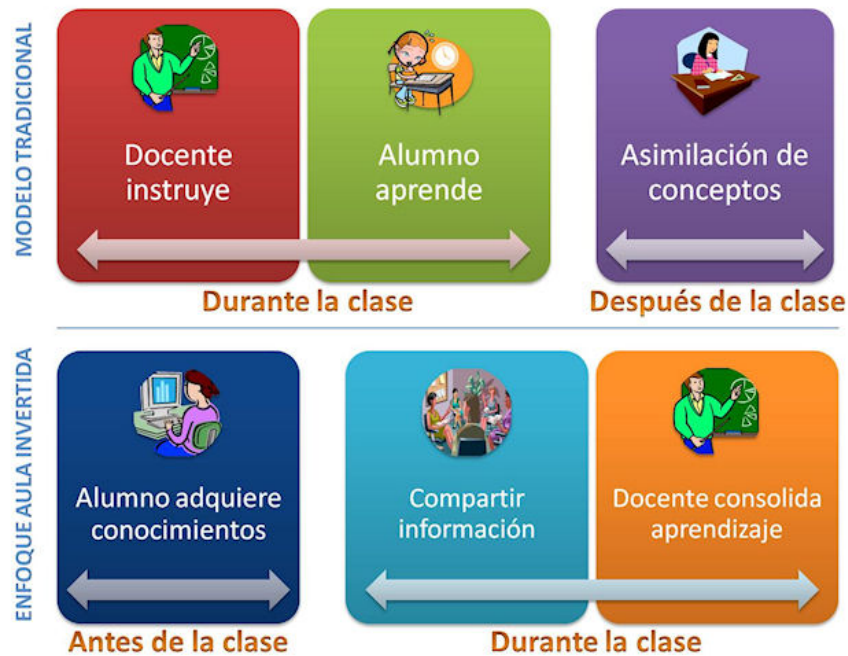 MODELO TRADICIONAL
Docente
instruye
Alumno
aprende
Asimilación de
conceptos
Durante la clase
Después de la clase
ENFOQUE AULA INVERTIDA
Alumno adquiere
conocimientos
Compartir
información
Docente consolida
aprendizaje
Antes de la clase
Durante la clase